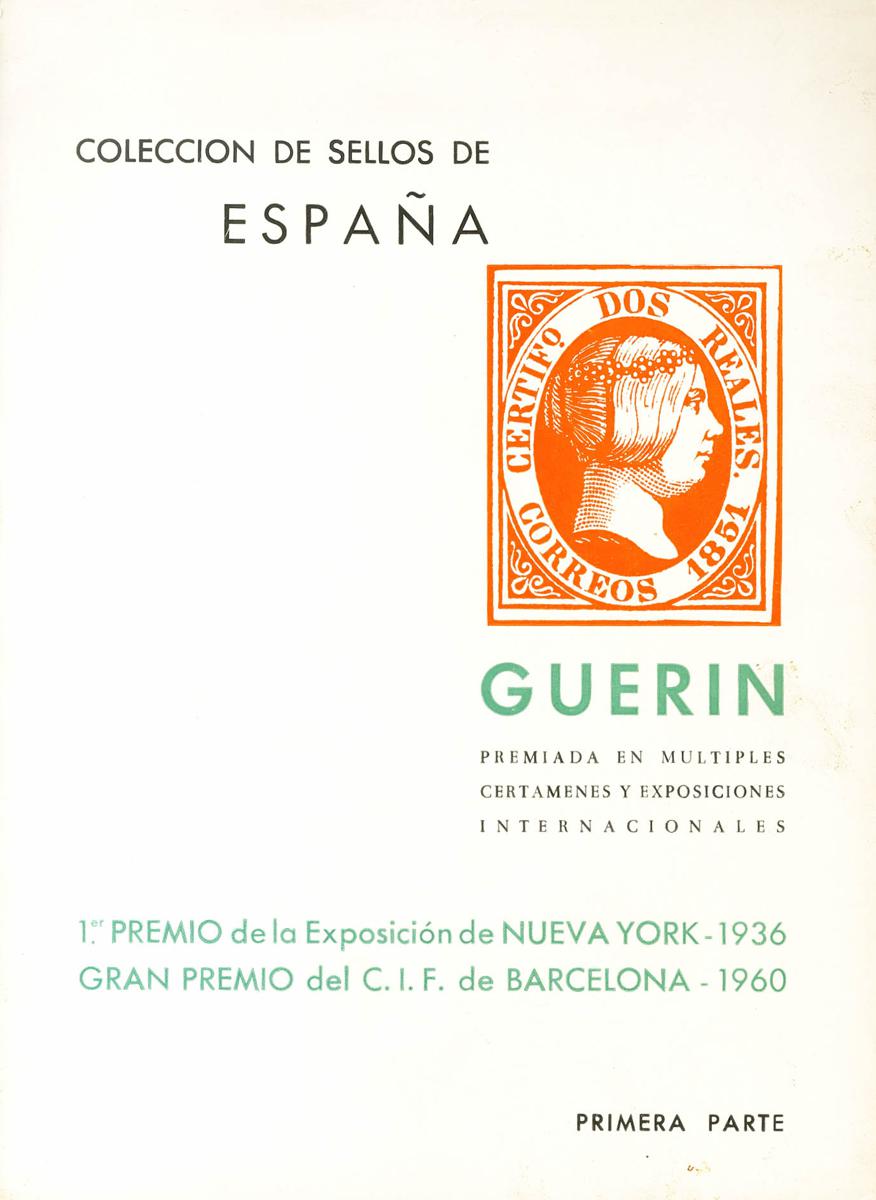 COLECCION DE SELLOS DE
ESPAÑA
CERTIFº DOS REALES.
CORREOS 1851
GUERIN
PREMIADA EN MULTIPLES
CERTAMENES Y EXPOSICIONES
INTERNACIONALES
1.er PREMIO de la Exposición de NUEVA YORK - 1936
GRAN PREMIO del C. I. F. de BARCELONA - 1960
PRIMERA PARTE